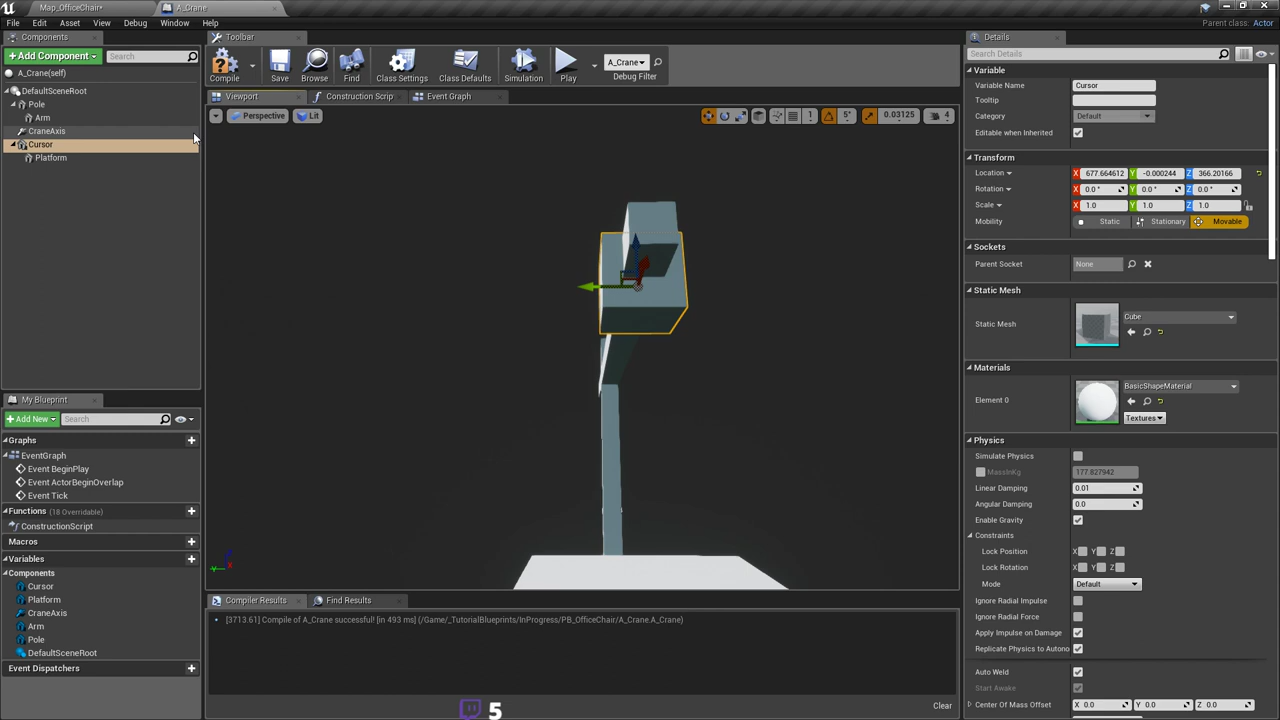 Map_OfficeChair*
A_Crane
File Edit Asset View Debug Window Help
Parent class: Actor
Components
Toolbar
Details
Add Component
Search
A_Crane(self)
DefaultSceneRoot
Pole
Arm
CraneAxis
Cursor
Platform
Compile
Save
Browse
Find
Class Settings
Class Defaults
Simulation
Play
A_Crane
Debug Filter
Viewport
Construction Scrip
Event Graph
Perspective
Lit
1
5°
0.03125
4
Search Details
Variable
Variable Name
Cursor
Tooltip
Category
Default
Editable when Inherited
Transform
Location
X 677.664612 Y -0.000244 Z 366.20166
Rotation
X 0.0 ° Y 0.0 ° Z 0.0 °
Scale
X 1.0 Y 1.0 Z 1.0
Mobility
Static
Stationary
Movable
Sockets
Parent Socket
None
Static Mesh
Static Mesh
Cube
Materials
Element 0
BasicShapeMaterial
Textures
Physics
Simulate Physics
MassInKg
177.827942
Linear Damping
0.01
Angular Damping
0.0
Enable Gravity
Constraints
Lock Position
X Y Z
Lock Rotation
X Y Z
Mode
Default
Ignore Radial Impulse
Ignore Radial Force
Apply Impulse on Damage
Replicate Physics to Autono
Auto Weld
Start Awake
Center Of Mass Offset
X 0.0 Y 0.0 Z 0.0
My Blueprint
Add New
Search
Graphs
EventGraph
Event BeginPlay
Event ActorBeginOverlap
Event Tick
Functions (18 Overridable)
ConstructionScript
Macros
Variables
Components
Cursor
Platform
CraneAxis
Arm
Pole
DefaultSceneRoot
Event Dispatchers
z
y
x
Compiler Results
Find Results
[3713.61] Compile of A_Crane successful! [in 493 ms] (/Game/_TutorialBlueprints/InProgress/PB_OfficeChair/A_Crane.A_Crane)
Clear
5